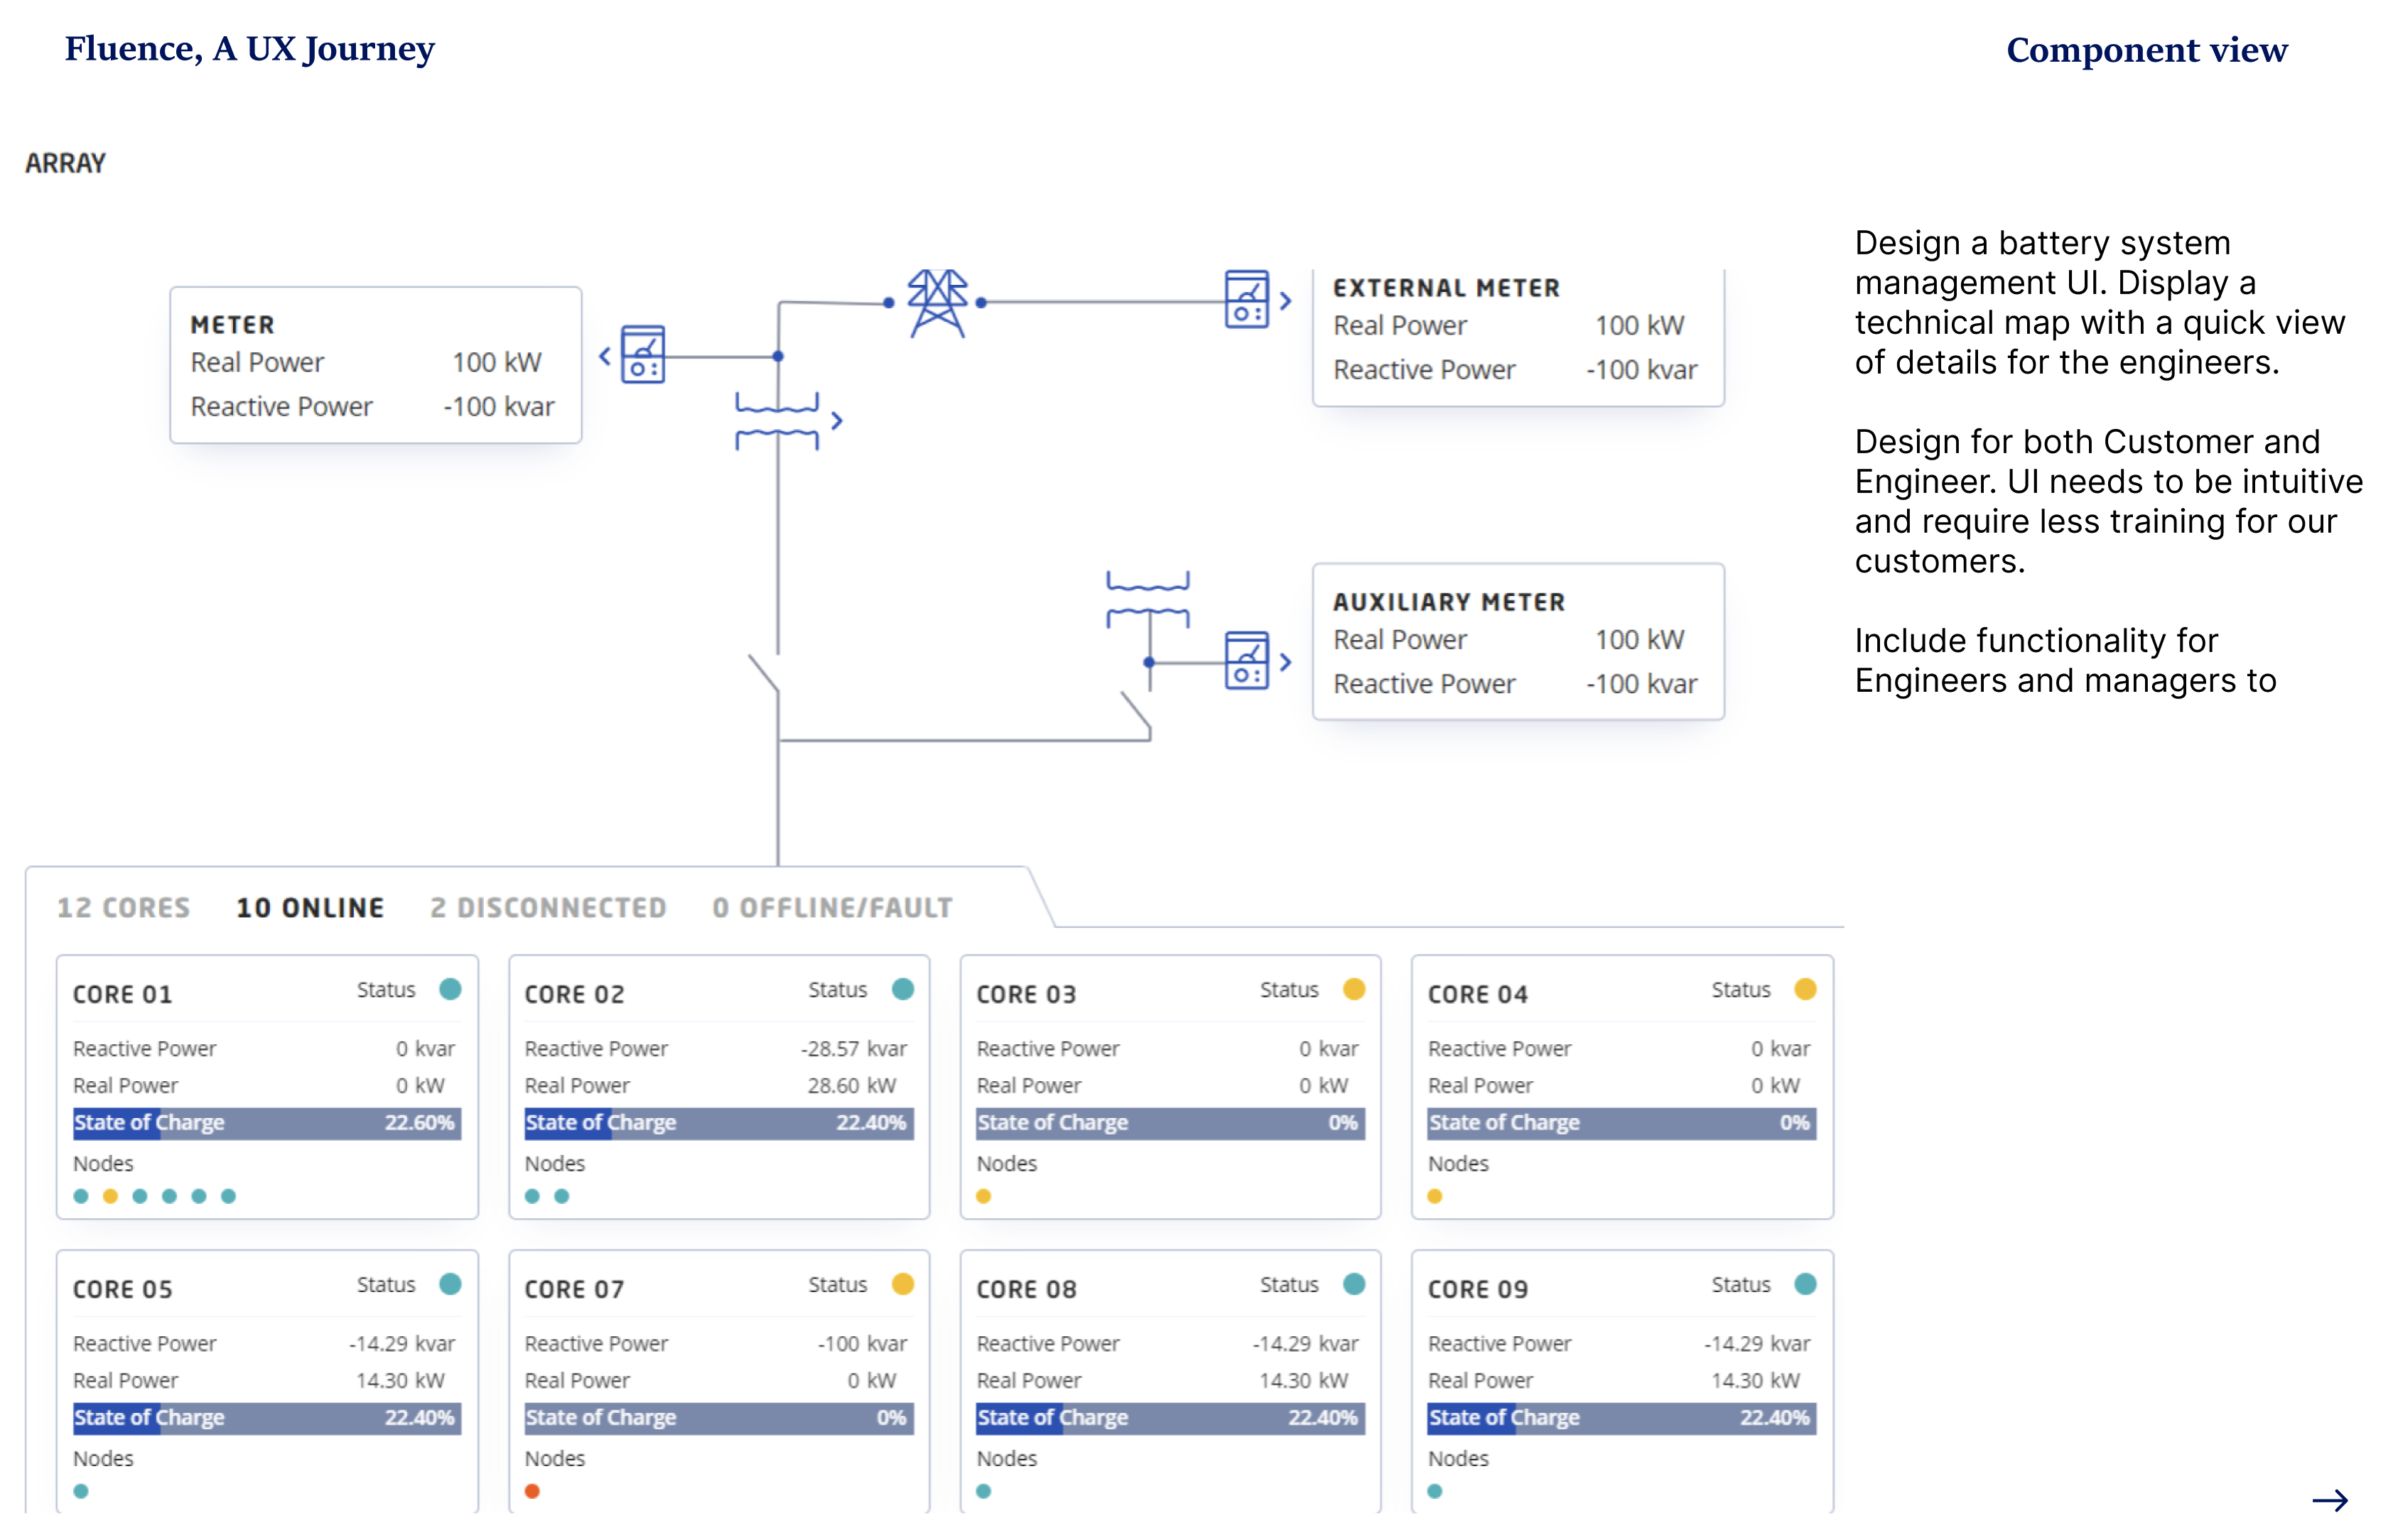 Fluence, A UX Journey
Component view
ARRAY
METER
Real Power 100 kW
Reactive Power -100 kvar
EXTERNAL METER
Real Power 100 kW
Reactive Power -100 kvar
AUXILIARY METER
Real Power 100 kW
Reactive Power -100 kvar
Design a battery system
management UI. Display a
technical map with a quick view
of details for the engineers.
Design for both Customer and
Engineer. UI needs to be intuitive
and require less training for our
customers.
Include functionality for
Engineers and managers to
12 CORES 10 ONLINE 2 DISCONNECTED 0 OFFLINE/FAULT
CORE 01 Status
Reactive Power 0 kvar
Real Power 0 kW
State of Charge 22.60%
Nodes
CORE 02 Status
Reactive Power -28.57 kvar
Real Power 28.60 kW
State of Charge 22.40%
Nodes
CORE 03 Status
Reactive Power 0 kvar
Real Power 0 kW
State of Charge 0%
Nodes
CORE 04 Status
Reactive Power 0 kvar
Real Power 0 kW
State of Charge 0%
Nodes
CORE 05 Status
Reactive Power -14.29 kvar
Real Power 14.30 kW
State of Charge 22.40%
Nodes
CORE 07 Status
Reactive Power -100 kvar
Real Power 0 kW
State of Charge 0%
Nodes
CORE 08 Status
Reactive Power -14.29 kvar
Real Power 14.30 kW
State of Charge 22.40%
Nodes
CORE 09 Status
Reactive Power -14.29 kvar
Real Power 14.30 kW
State of Charge 22.40%
Nodes